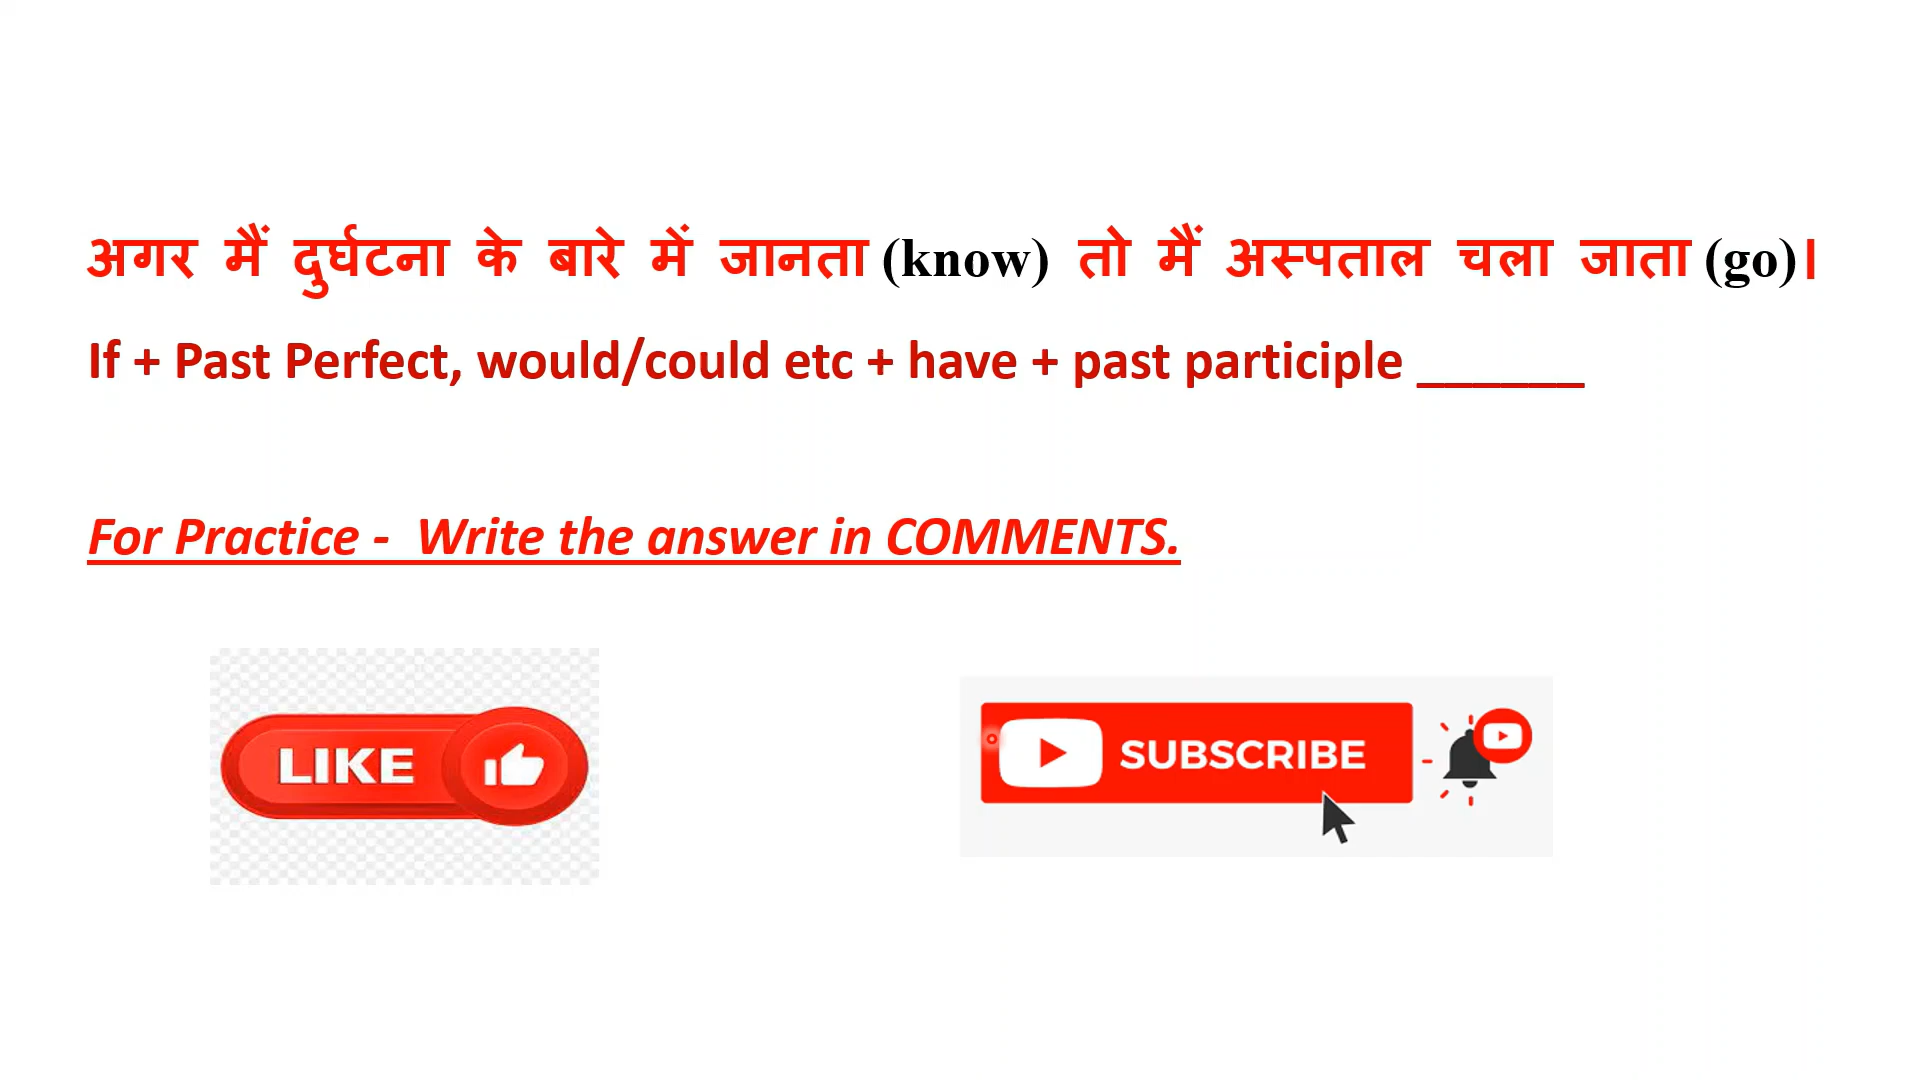 अगर मैं दुर्घटना के बारे में जानता (know) तो मैं अस्पताल चला जाता (go)।
If + Past Perfect, would/could etc + have + past participle ______
For Practice - Write the answer in COMMENTS.
LIKE
SUBSCRIBE